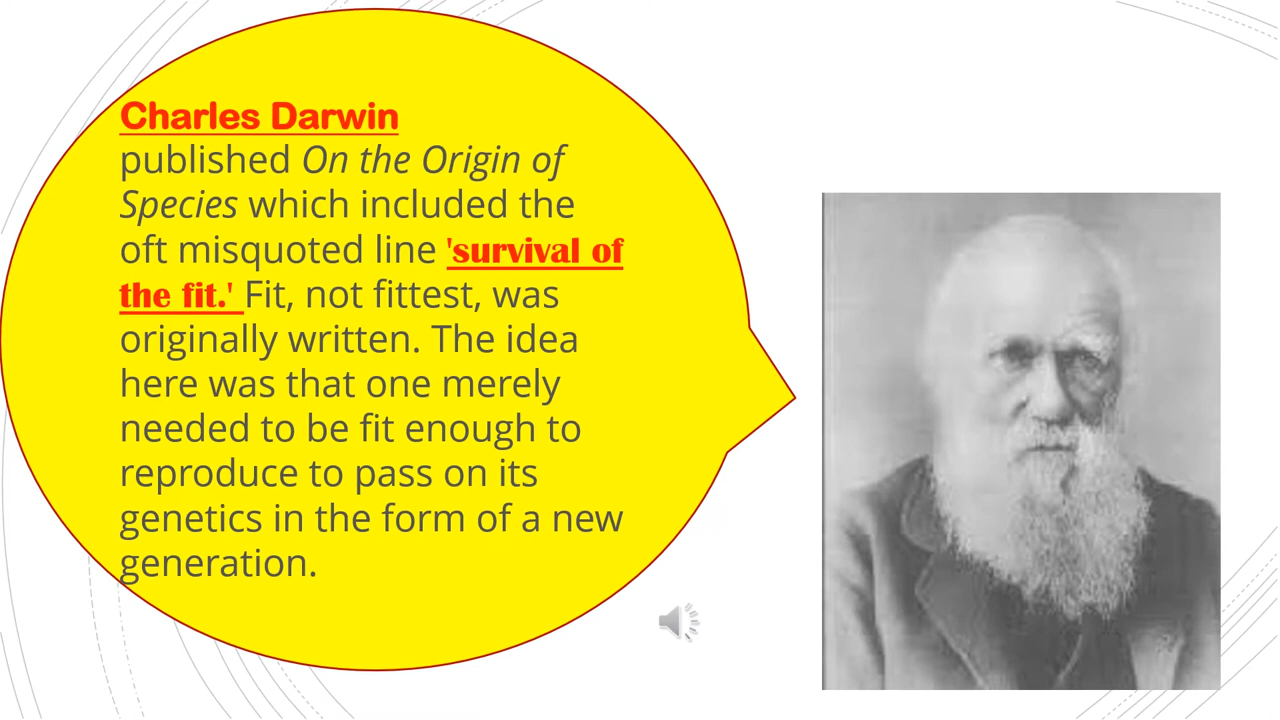 Charles Darwin
published On the Origin of
Species which included the
oft misquoted line 'survival of
the fit.' Fit, not fittest, was
originally written. The idea
here was that one merely
needed to be fit enough to
reproduce to pass on its
genetics in the form of a new
generation.